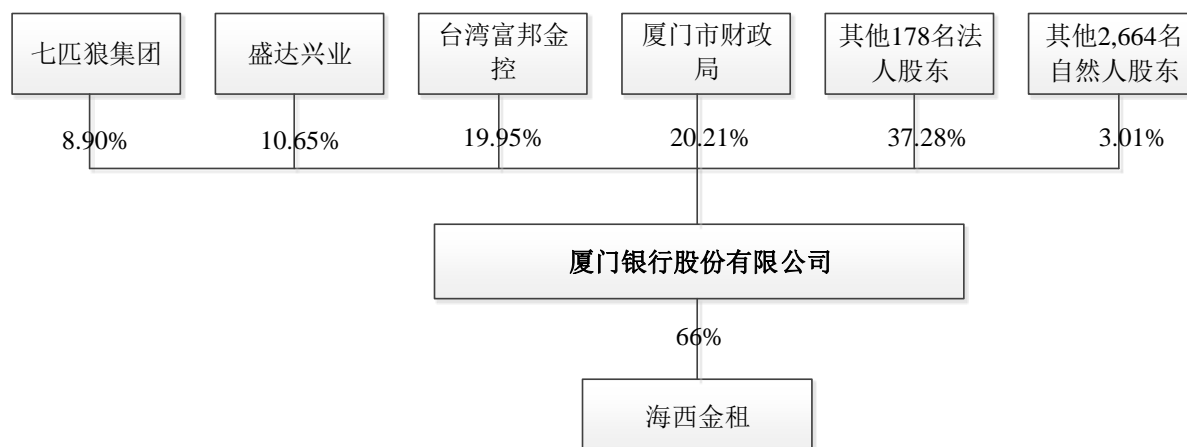 七匹狼集团
盛达兴业
台湾富邦金
控
厦门市财政
局
其他178名法
人股东
其他2,664名
自然人股东
8.90%
10.65%
19.95%
20.21%
37.28%
3.01%
厦门银行股份有限公司
66%
海西金租